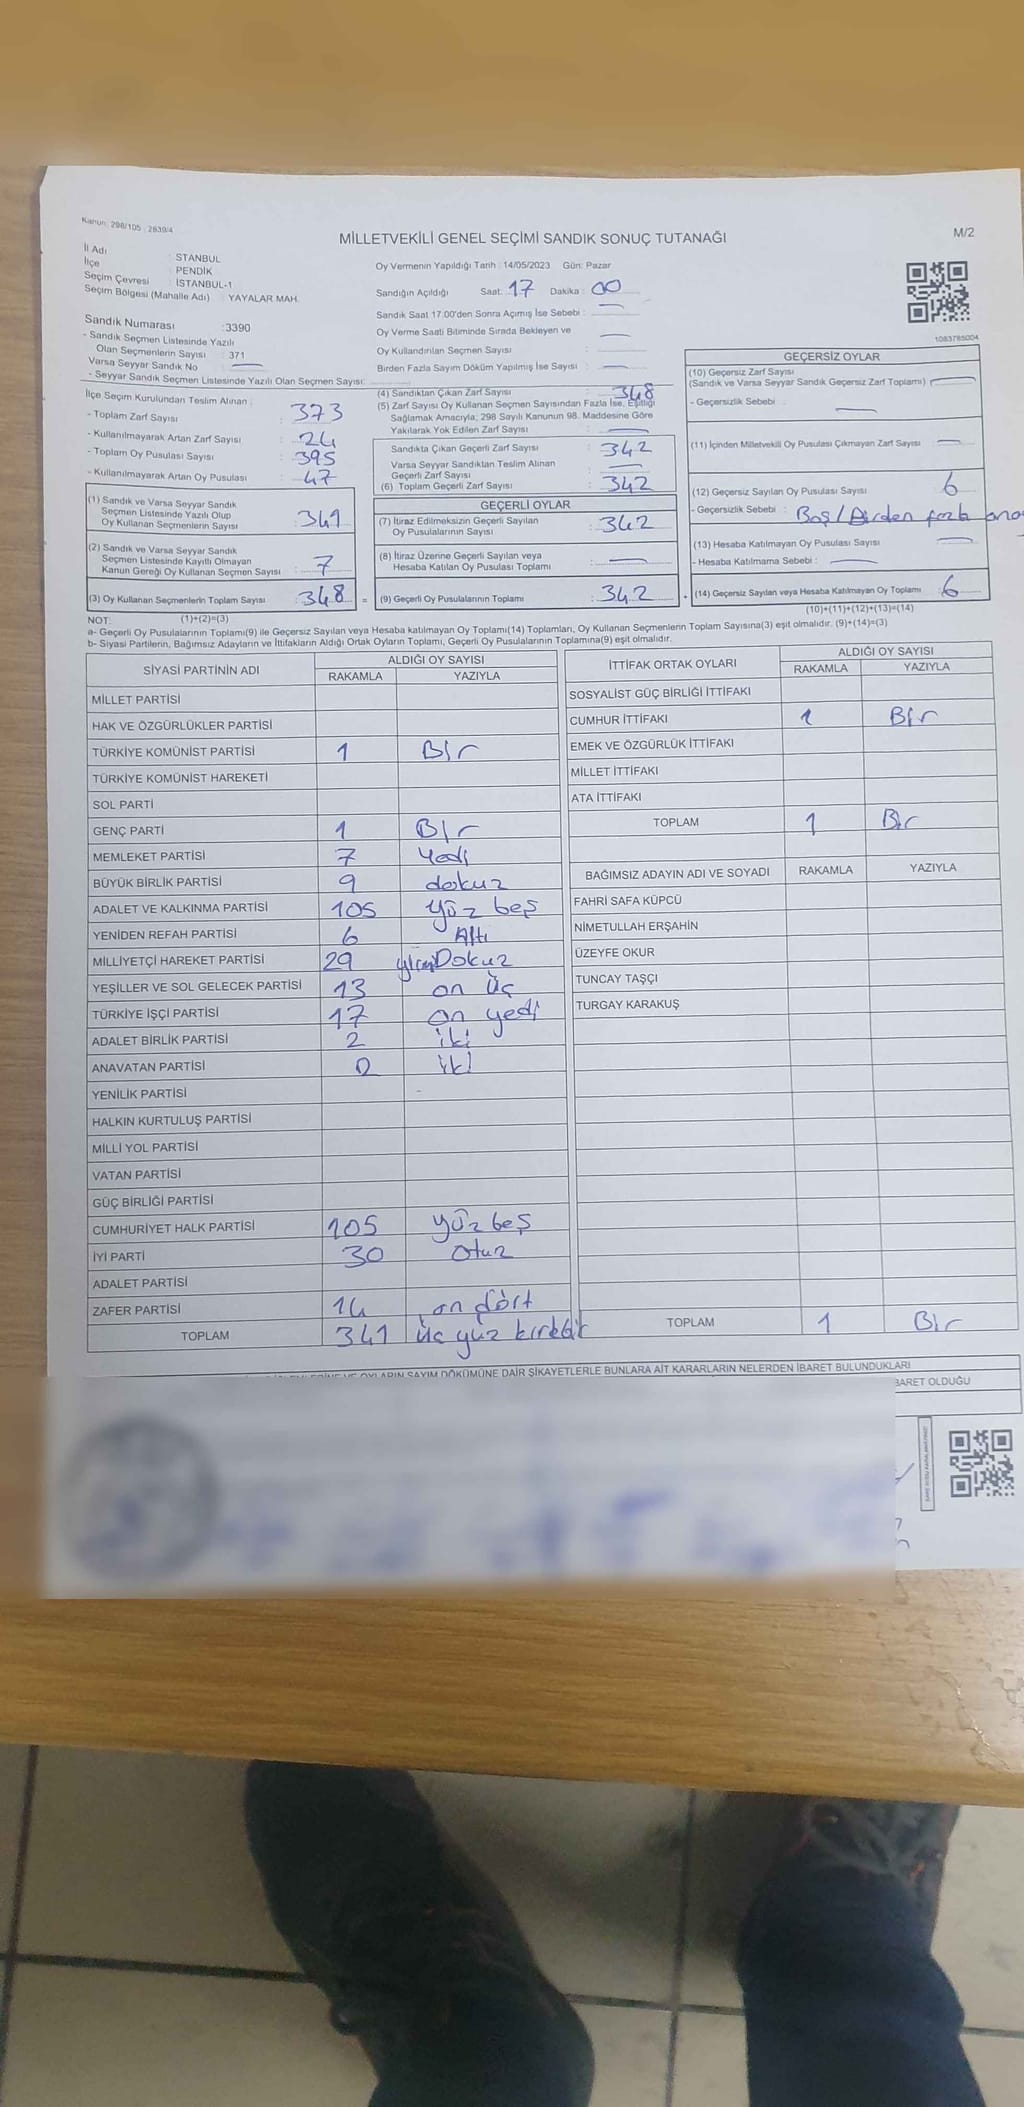 Kanun: 298/105 : 2839/4
MİLLETVEKİLİ GENEL SEÇİMİ SANDIK SONUÇ TUTANAĞI
M/2
İl Adı : İSTANBUL
İlçe : PENDİK
Seçim Çevresi : İSTANBUL-1
Seçim Bölgesi (Mahalle Adı) : YAYALAR MAH.
Sandık Numarası : 3390
- Sandık Seçmen Listesinde Yazılı
Olan Seçmenlerin Sayısı : 371
Varsa Seyyar Sandık No
- Seyyar Sandık Seçmen Listesinde Yazılı Olan Seçmen Sayısı:
Oy Vermenin Yapıldığı Tarih : 14/05/2023 Gün: Pazar
Sandığın Açıldığı Saat: 17 Dakika : 00
Sandık Saat 17:00'den Sonra Açımış İse Sebebi :
Oy Verme Saati Bitiminde Sırada Bekleyen ve
Oy Kullandırılan Seçmen Sayısı
Birden Fazla Sayım Döküm Yapılmış İse Sayısı
1083785004
İlçe Seçim Kurulundan Teslim Alınan :
- Toplam Zarf Sayısı : 373
- Kullanılmayarak Artan Zarf Sayısı : 24
- Toplam Oy Pusulası Sayısı : 395
- Kullanılmayarak Artan Oy Pusulası : 47
(1) Sandık ve Varsa Seyyar Sandık
Seçmen Listesinde Yazılı Olup
Oy Kullanan Seçmenlerin Sayısı : 341
(2) Sandık ve Varsa Seyyar Sandık
Seçmen Listesinde Kayıtlı Olmayan
Kanun Gereği Oy Kullanan Seçmen Sayısı : 7
(3) Oy Kullanan Seçmenlerin Toplam Sayısı : 348 =
(4) Sandıktan Çıkan Zarf Sayısı : 348
(5) Zarf Sayısı Oy Kullanan Seçmen Sayısından Fazla İse, Eşitliği
Sağlamak Amacıyla; 298 Sayılı Kanunun 98. Maddesine Göre
Yakılarak Yok Edilen Zarf Sayısı :
Sandıkta Çıkan Geçerli Zarf Sayısı : 342
Varsa Seyyar Sandıktan Teslim Alınan
Geçerli Zarf Sayısı
(6) Toplam Geçerli Zarf Sayısı : 342
GEÇERLİ OYLAR
(7) İtiraz Edilmeksizin Geçerli Sayılan
Oy Pusulalarının Sayısı : 342
(8) İtiraz Üzerine Geçerli Sayılan veya
Hesaba Katılan Oy Pusulası Toplamı :
(9) Geçerli Oy Pusulalarının Toplamı : 342 +
GEÇERSİZ OYLAR
(10) Geçersiz Zarf Sayısı
(Sandık ve Varsa Seyyar Sandık Geçersiz Zarf Toplamı)
- Geçersizlik Sebebi :
(11) İçinden Milletvekili Oy Pusulası Çıkmayan Zarf Sayısı
(12) Geçersiz Sayılan Oy Pusulası Sayısı 6
- Geçersizlik Sebebi : Boş / Birden fazla
(13) Hesaba Katılmayan Oy Pusulası Sayısı
- Hesaba Katılmama Sebebi :
(14) Geçersiz Sayılan veya Hesaba Katılmayan Oy Toplamı 6
NOT: (1)+(2)=(3) (10)+(11)+(12)+(13)=(14)
a- Geçerli Oy Pusulalarının Toplamı(9) ile Geçersiz Sayılan veya Hesaba katılmayan Oy Toplamı(14) Toplamları, Oy Kullanan Seçmenlerin Toplam Sayısına(3) eşit olmalıdır. (9)+(14)=(3)
b- Siyasi Partilerin, Bağımsız Adayların ve İttifakların Aldığı Ortak Oyların Toplamı, Geçerli Oy Pusulalarının Toplamına(9) eşit olmalıdır.
SİYASİ PARTİNİN ADI ALDIĞI OY SAYISI
RAKAMLA YAZIYLA
MİLLET PARTİSİ
HAK VE ÖZGÜRLÜKLER PARTİSİ
TÜRKİYE KOMÜNİST PARTİSİ 1 Bir
TÜRKİYE KOMÜNİST HAREKETİ
SOL PARTİ
GENÇ PARTİ 1 Bir
MEMLEKET PARTİSİ 7 Yedi
BÜYÜK BİRLİK PARTİSİ 9 dokuz
ADALET VE KALKINMA PARTİSİ 105 Yüz beş
YENİDEN REFAH PARTİSİ 6 Altı
MİLLİYETÇİ HAREKET PARTİSİ 29 Dokuz
YEŞİLLER VE SOL GELECEK PARTİSİ 13 on üç
TÜRKİYE İŞÇİ PARTİSİ 17 on yedi
ADALET BİRLİK PARTİSİ 2 iki
ANAVATAN PARTİSİ 2 iki
YENİLİK PARTİSİ
HALKIN KURTULUŞ PARTİSİ
MİLLİ YOL PARTİSİ
VATAN PARTİSİ
GÜÇ BİRLİĞİ PARTİSİ
CUMHURİYET HALK PARTİSİ 105 yüz beş
İYİ PARTİ 30 otuz
ADALET PARTİSİ
ZAFER PARTİSİ 14 on dört
TOPLAM 341 üç yüz kırkbir
İTTİFAK ORTAK OYLARI ALDIĞI OY SAYISI
RAKAMLA YAZIYLA
SOSYALİST GÜÇ BİRLİĞİ İTTİFAKI
CUMHUR İTTİFAKI 1 Bir
EMEK VE ÖZGÜRLÜK İTTİFAKI
MİLLET İTTİFAKI
ATA İTTİFAKI
TOPLAM 1 Bir
BAĞIMSIZ ADAYIN ADI VE SOYADI RAKAMLA YAZIYLA
FAHRİ SAFA KÜPCÜ
NİMETULLAH ERŞAHİN
ÜZEYFE OKUR
TUNCAY TAŞÇI
TURGAY KARAKUŞ
TOPLAM 1 Bir
OYLARIN SAYIM DÖKÜMÜNE DAİR ŞİKAYETLERLE BUNLARA AİT KARARLARIN NELERDEN İBARET BULUNDUKLARI
BARET OLDUĞU